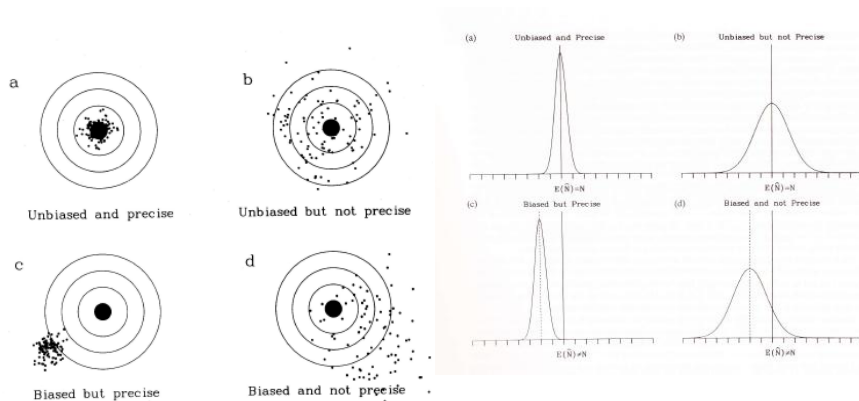 a
b
Unbiased and precise
Unbiased but not precise
c
d
Biased but precise
Biased and not precise
(a)
Unbiased and Precise
(b)
Unbiased but not Precise
E(N̂)=N
E(N̂)=N
(c)
Biased but Precise
(d)
Biased and not Precise
E(N̂)≠N
E(N̂)≠N